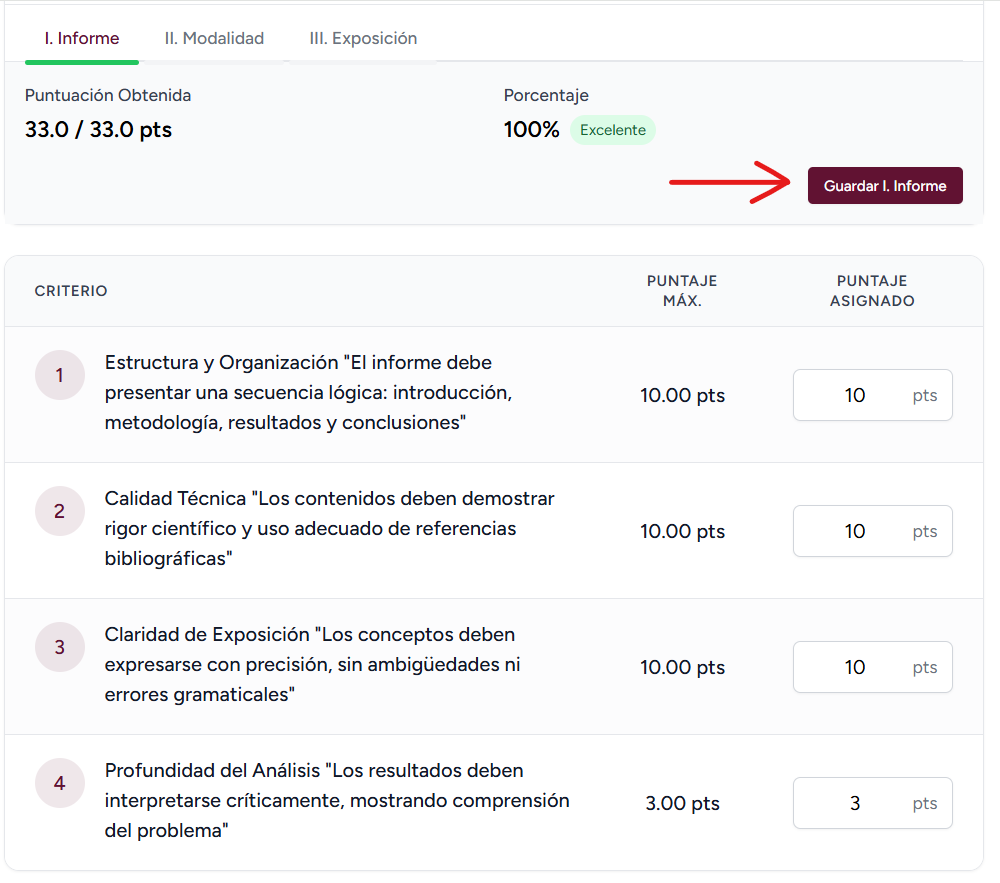 I. Informe
II. Modalidad
III. Exposición
Puntuación Obtenida
Porcentaje
33.0 / 33.0 pts
100%
Excelente
Guardar I. Informe
CRITERIO
PUNTAJE
MÁX.
PUNTAJE
ASIGNADO
1
Estructura y Organización "El informe debe
presentar una secuencia lógica: introducción,
metodología, resultados y conclusiones"
10.00 pts
10
pts
2
Calidad Técnica "Los contenidos deben demostrar
rigor científico y uso adecuado de referencias
bibliográficas"
10.00 pts
10
pts
3
Claridad de Exposición "Los conceptos deben
expresarse con precisión, sin ambigüedades ni
errores gramaticales"
10.00 pts
10
pts
4
Profundidad del Análisis "Los resultados deben
interpretarse críticamente, mostrando comprensión
del problema"
3.00 pts
3
pts